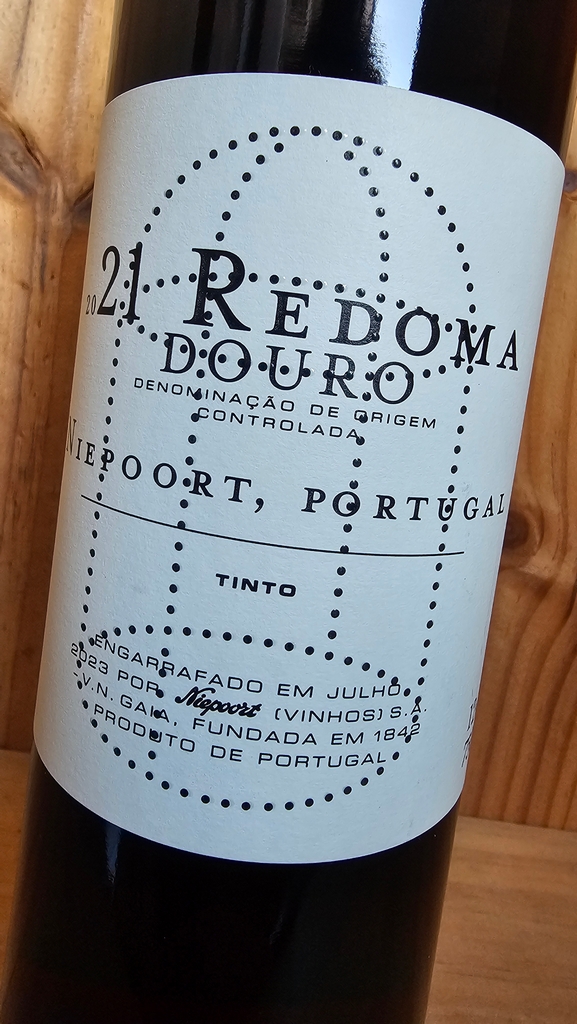 2021 REDOMA
DOURO
DENOMINAÇÃO DE ORIGEM
CONTROLADA
NIEPOORT, PORTUGAL
TINTO
ENGARRAFADO EM JULHO
2023 POR Niepoort (VINHOS) S.A.
-V.N. GAIA, FUNDADA EM 1842
PRODUTO DE PORTUGAL